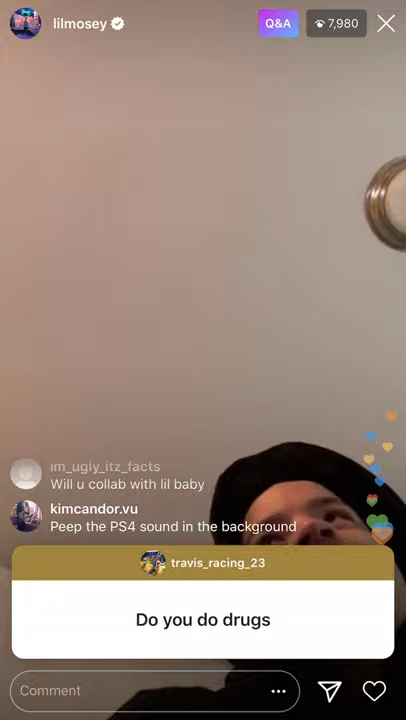 lilmosey
Q&A
7,980
ım_ugly_itz_facts
Will u collab with lil baby
kimcandor.vu
Peep the PS4 sound in the background
travis_racing_23
Do you do drugs
Comment